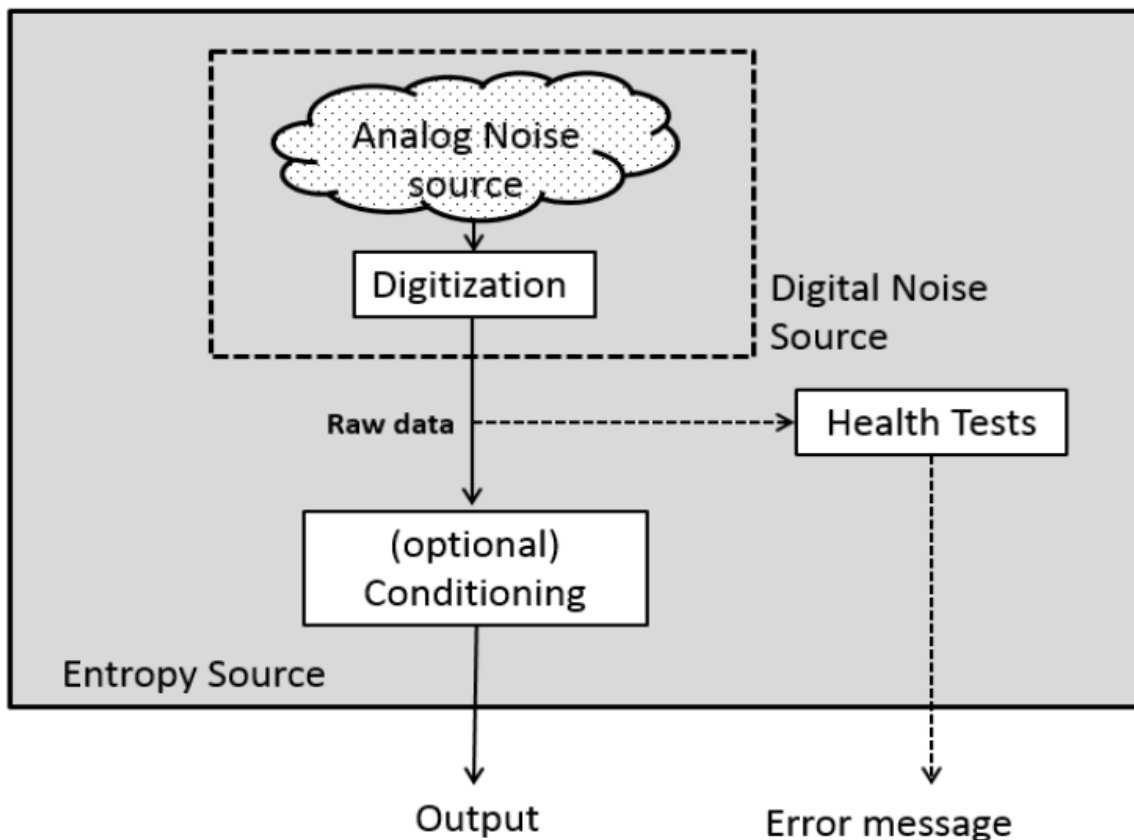 Analog Noise
source
Digitization
Digital Noise
Source
Raw data
Health Tests
(optional)
Conditioning
Entropy Source
Output
Error message